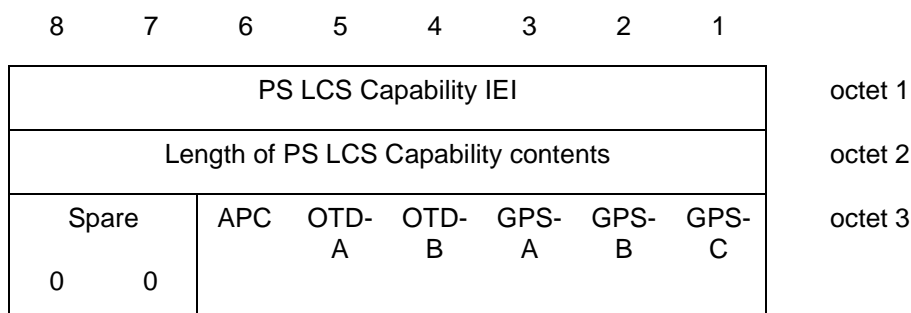 8 7 6 5 4 3 2 1
PS LCS Capability IEI octet 1
Length of PS LCS Capability contents octet 2
Spare APC OTD- OTD- GPS- GPS- GPS- octet 3
A B A B C
0 0